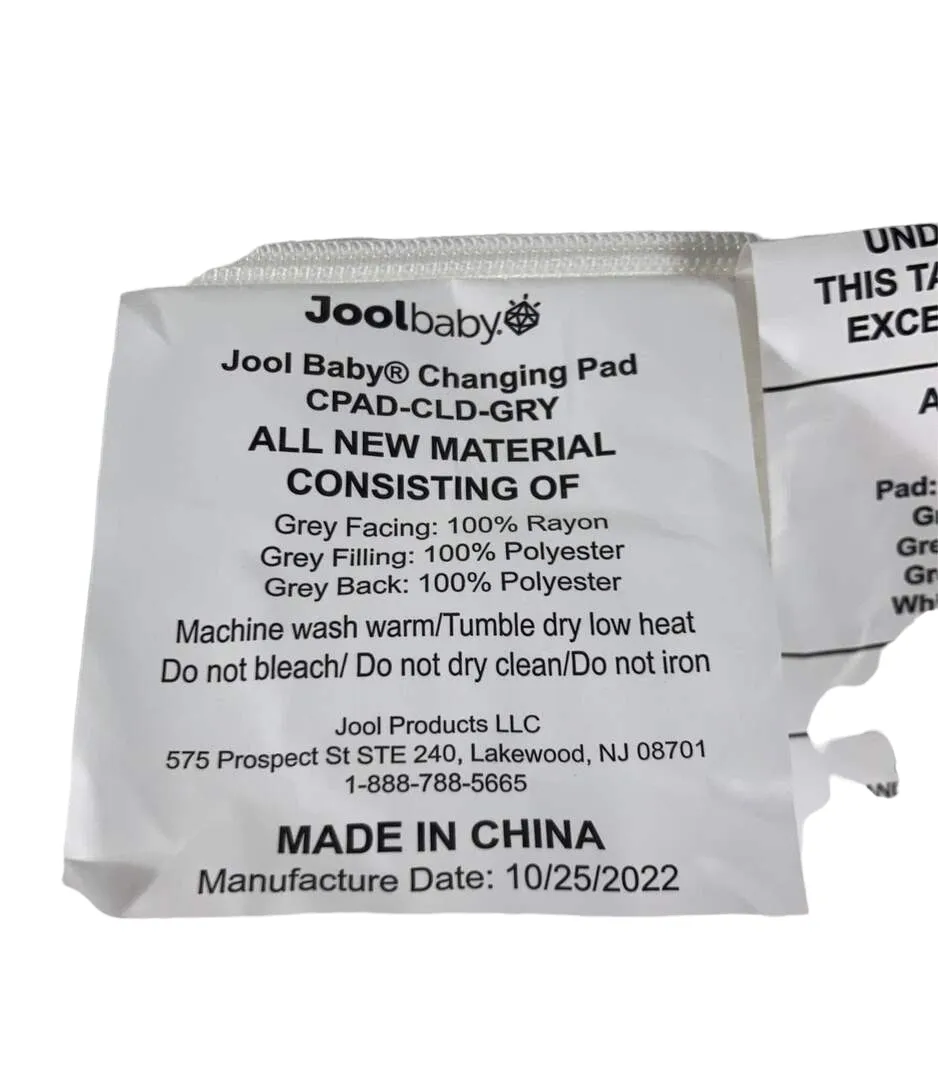 Joolbaby.
Jool Baby® Changing Pad
CPAD-CLD-GRY
ALL NEW MATERIAL
CONSISTING OF
Grey Facing: 100% Rayon
Grey Filling: 100% Polyester
Grey Back: 100% Polyester
Machine wash warm/Tumble dry low heat
Do not bleach/ Do not dry clean/Do not iron
Jool Products LLC
575 Prospect St STE 240, Lakewood, NJ 08701
1-888-788-5665
MADE IN CHINA
Manufacture Date: 10/25/2022
THIS
Pad: